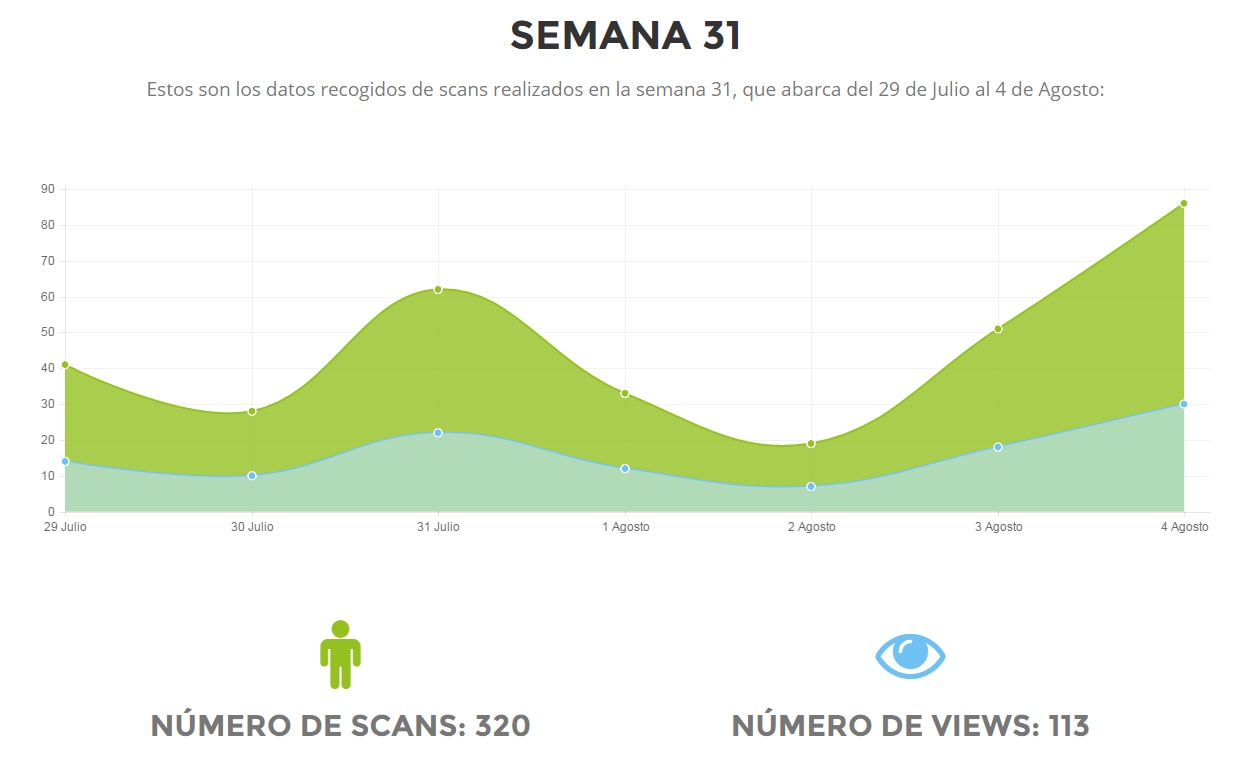 SEMANA 31
Estos son los datos recogidos de scans realizados en la semana 31, que abarca del 29 de Julio al 4 de Agosto:
90
80
70
60
50
40
30
20
10
0
29 Julio 30 Julio 31 Julio 1 Agosto 2 Agosto 3 Agosto 4 Agosto
NÚMERO DE SCANS: 320 NÚMERO DE VIEWS: 113